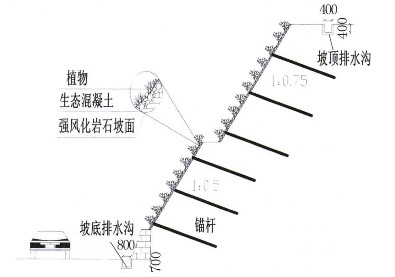 400
400
坡顶排水沟
植物
生态混凝土
强风化岩石坡面
1:0.75
1:0.5
锚杆
坡底排水沟
800
700